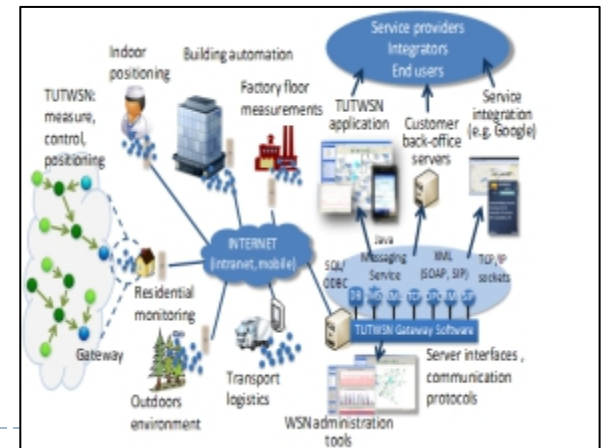 Service providers
Integrators
End users
Indoor
positioning
Building automation
Factory floor
measurements
TUTWSN:
measure,
control,
positioning
TUTWSN
application
Customer
back-office
servers
Service
integration
(e.g. Google)
INTERNET
(intranet, mobile)
SQL/
ODBC
Java
Messaging
Service
XML
(SOAP, SIP)
TCP/IP
sockets
DB
TUTWSN Gateway Software
Residential
monitoring
Gateway
Outdoors
environment
Transport
logistics
WSN administration
tools
Server interfaces,
communication
protocols